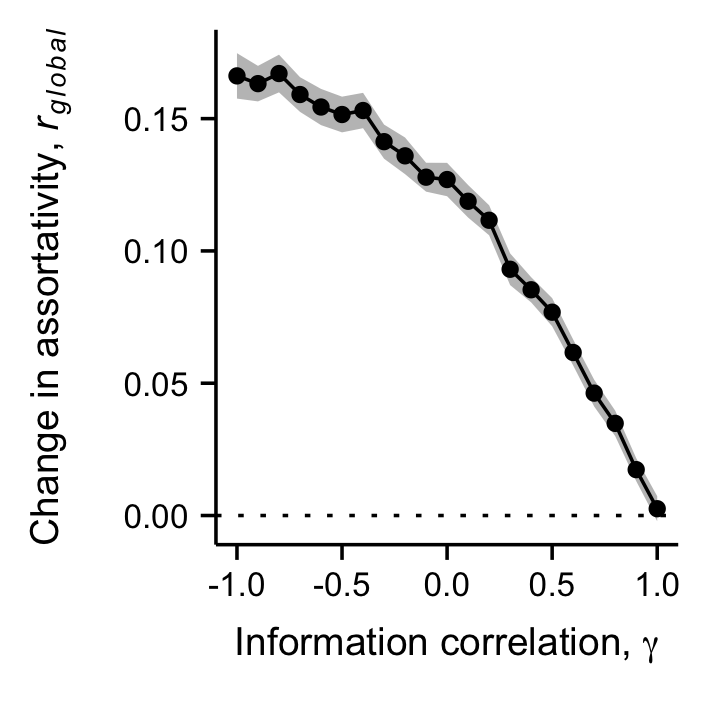 Change in assortativity, r_global
0.15
0.10
0.05
0.00
-1.0 -0.5 0.0 0.5 1.0
Information correlation, γ